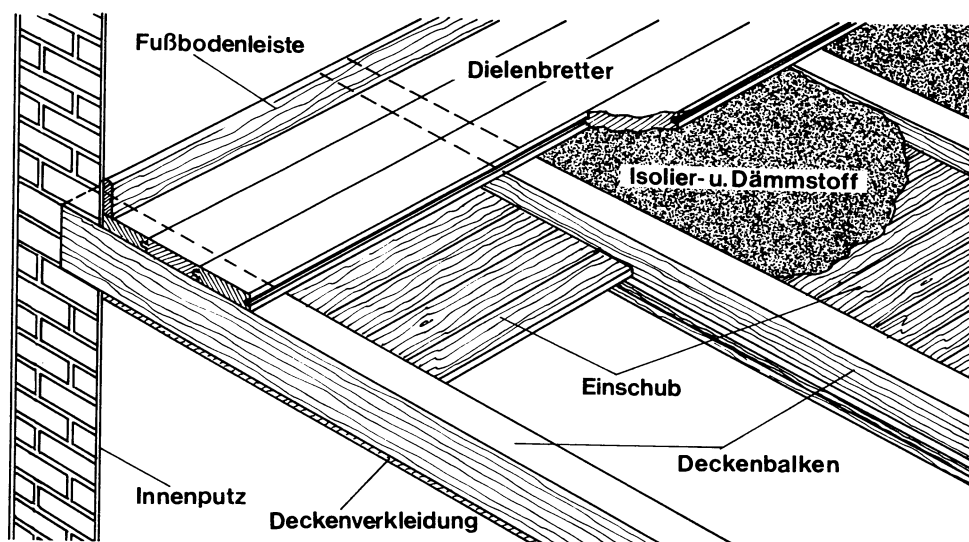 Fußbodenleiste
Dielenbretter
Isolier- u. Dämmstoff
Einschub
Deckenbalken
Innenputz
Deckenverkleidung